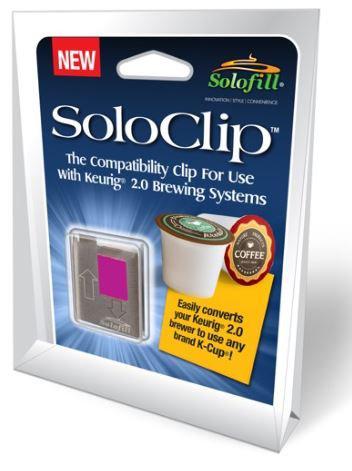 NEW
Solofill®
INNOVATION | STYLE | CONVENIENCE
SoloClip™
The Compatibility Clip For Use
with Keurig® 2.0 Brewing Systems
COFFEE
Easily converts
your Keurig® 2.0
brewer to use any
brand K-Cup®!
Solofill